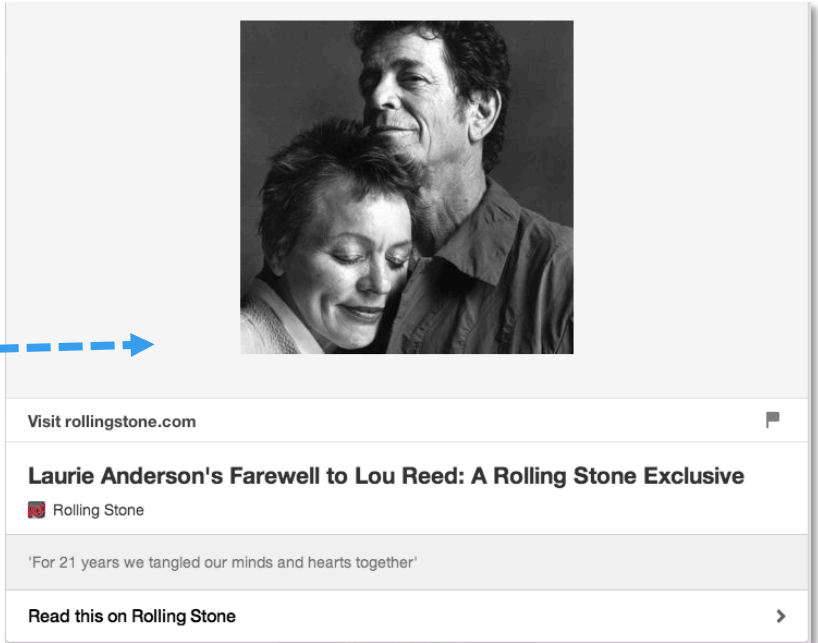 Visit rollingstone.com
Laurie Anderson's Farewell to Lou Reed: A Rolling Stone Exclusive
Rolling Stone
'For 21 years we tangled our minds and hearts together'
Read this on Rolling Stone